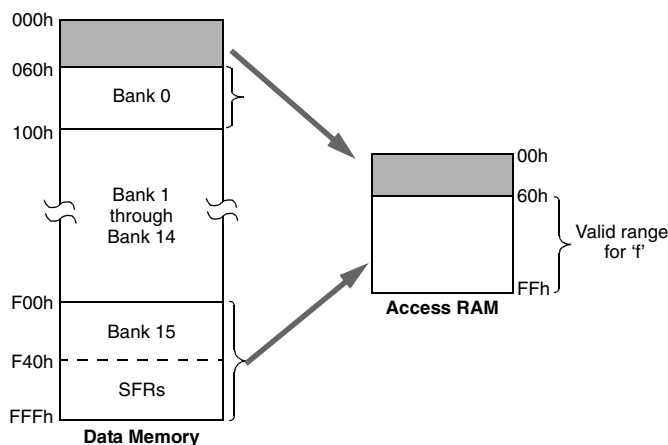 000h
060h
Bank 0
100h
00h
60h
Bank 1
through
Bank 14
Valid range
for ‘f’
FFh
Access RAM
F00h
Bank 15
F40h
SFRs
FFFh
Data Memory